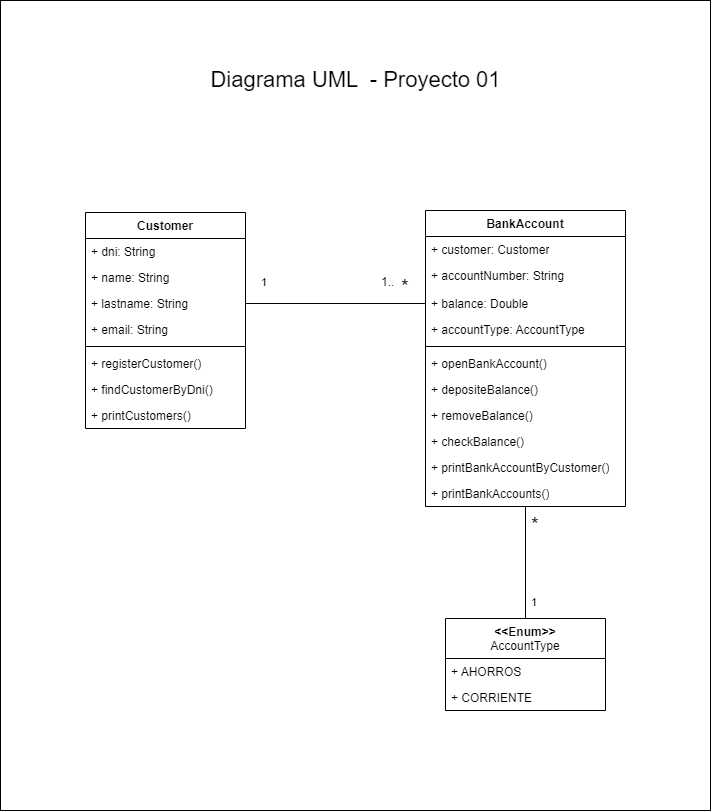 Diagrama UML - Proyecto 01
Customer
+ dni: String
+ name: String
+ lastname: String
+ email: String
+ registerCustomer()
+ findCustomerByDni()
+ printCustomers()
1
1.. *
BankAccount
+ customer: Customer
+ accountNumber: String
+ balance: Double
+ accountType: AccountType
+ openBankAccount()
+ depositeBalance()
+ removeBalance()
+ checkBalance()
+ printBankAccountByCustomer()
+ printBankAccounts()
*
1
<<Enum>>
AccountType
+ AHORROS
+ CORRIENTE